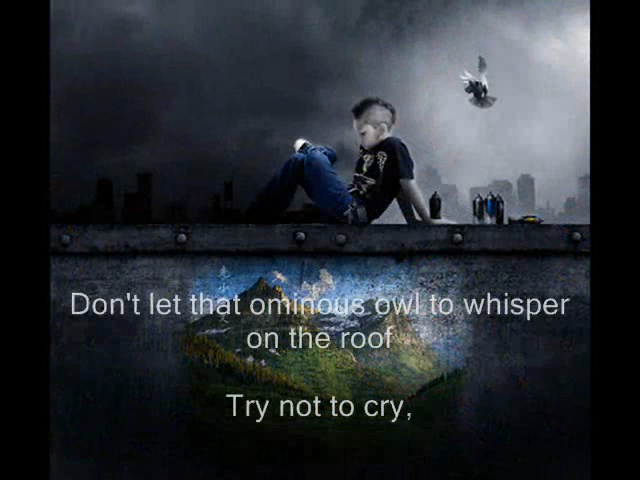 Don't let that ominous owl to whisper
on the roof
Try not to cry,